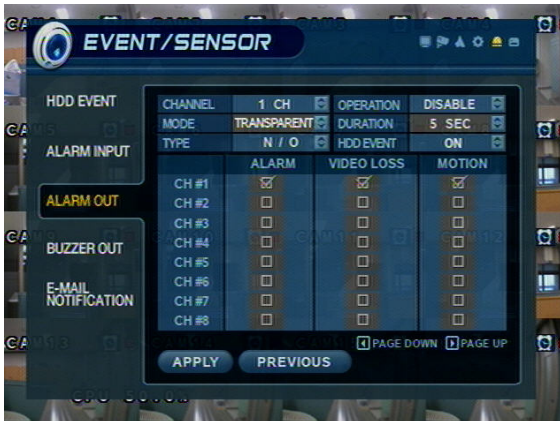 EVENT/SENSOR
HDD EVENT
ALARM INPUT
ALARM OUT
BUZZER OUT
E-MAIL
NOTIFICATION
CHANNEL 1 CH OPERATION DISABLE
MODE TRANSPARENT DURATION 5 SEC
TYPE N / O HDD EVENT ON
ALARM VIDEO LOSS MOTION
CH #1
CH #2
CH #3
CH #4
CH #5
CH #6
CH #7
CH #8
PAGE DOWN PAGE UP
APPLY PREVIOUS